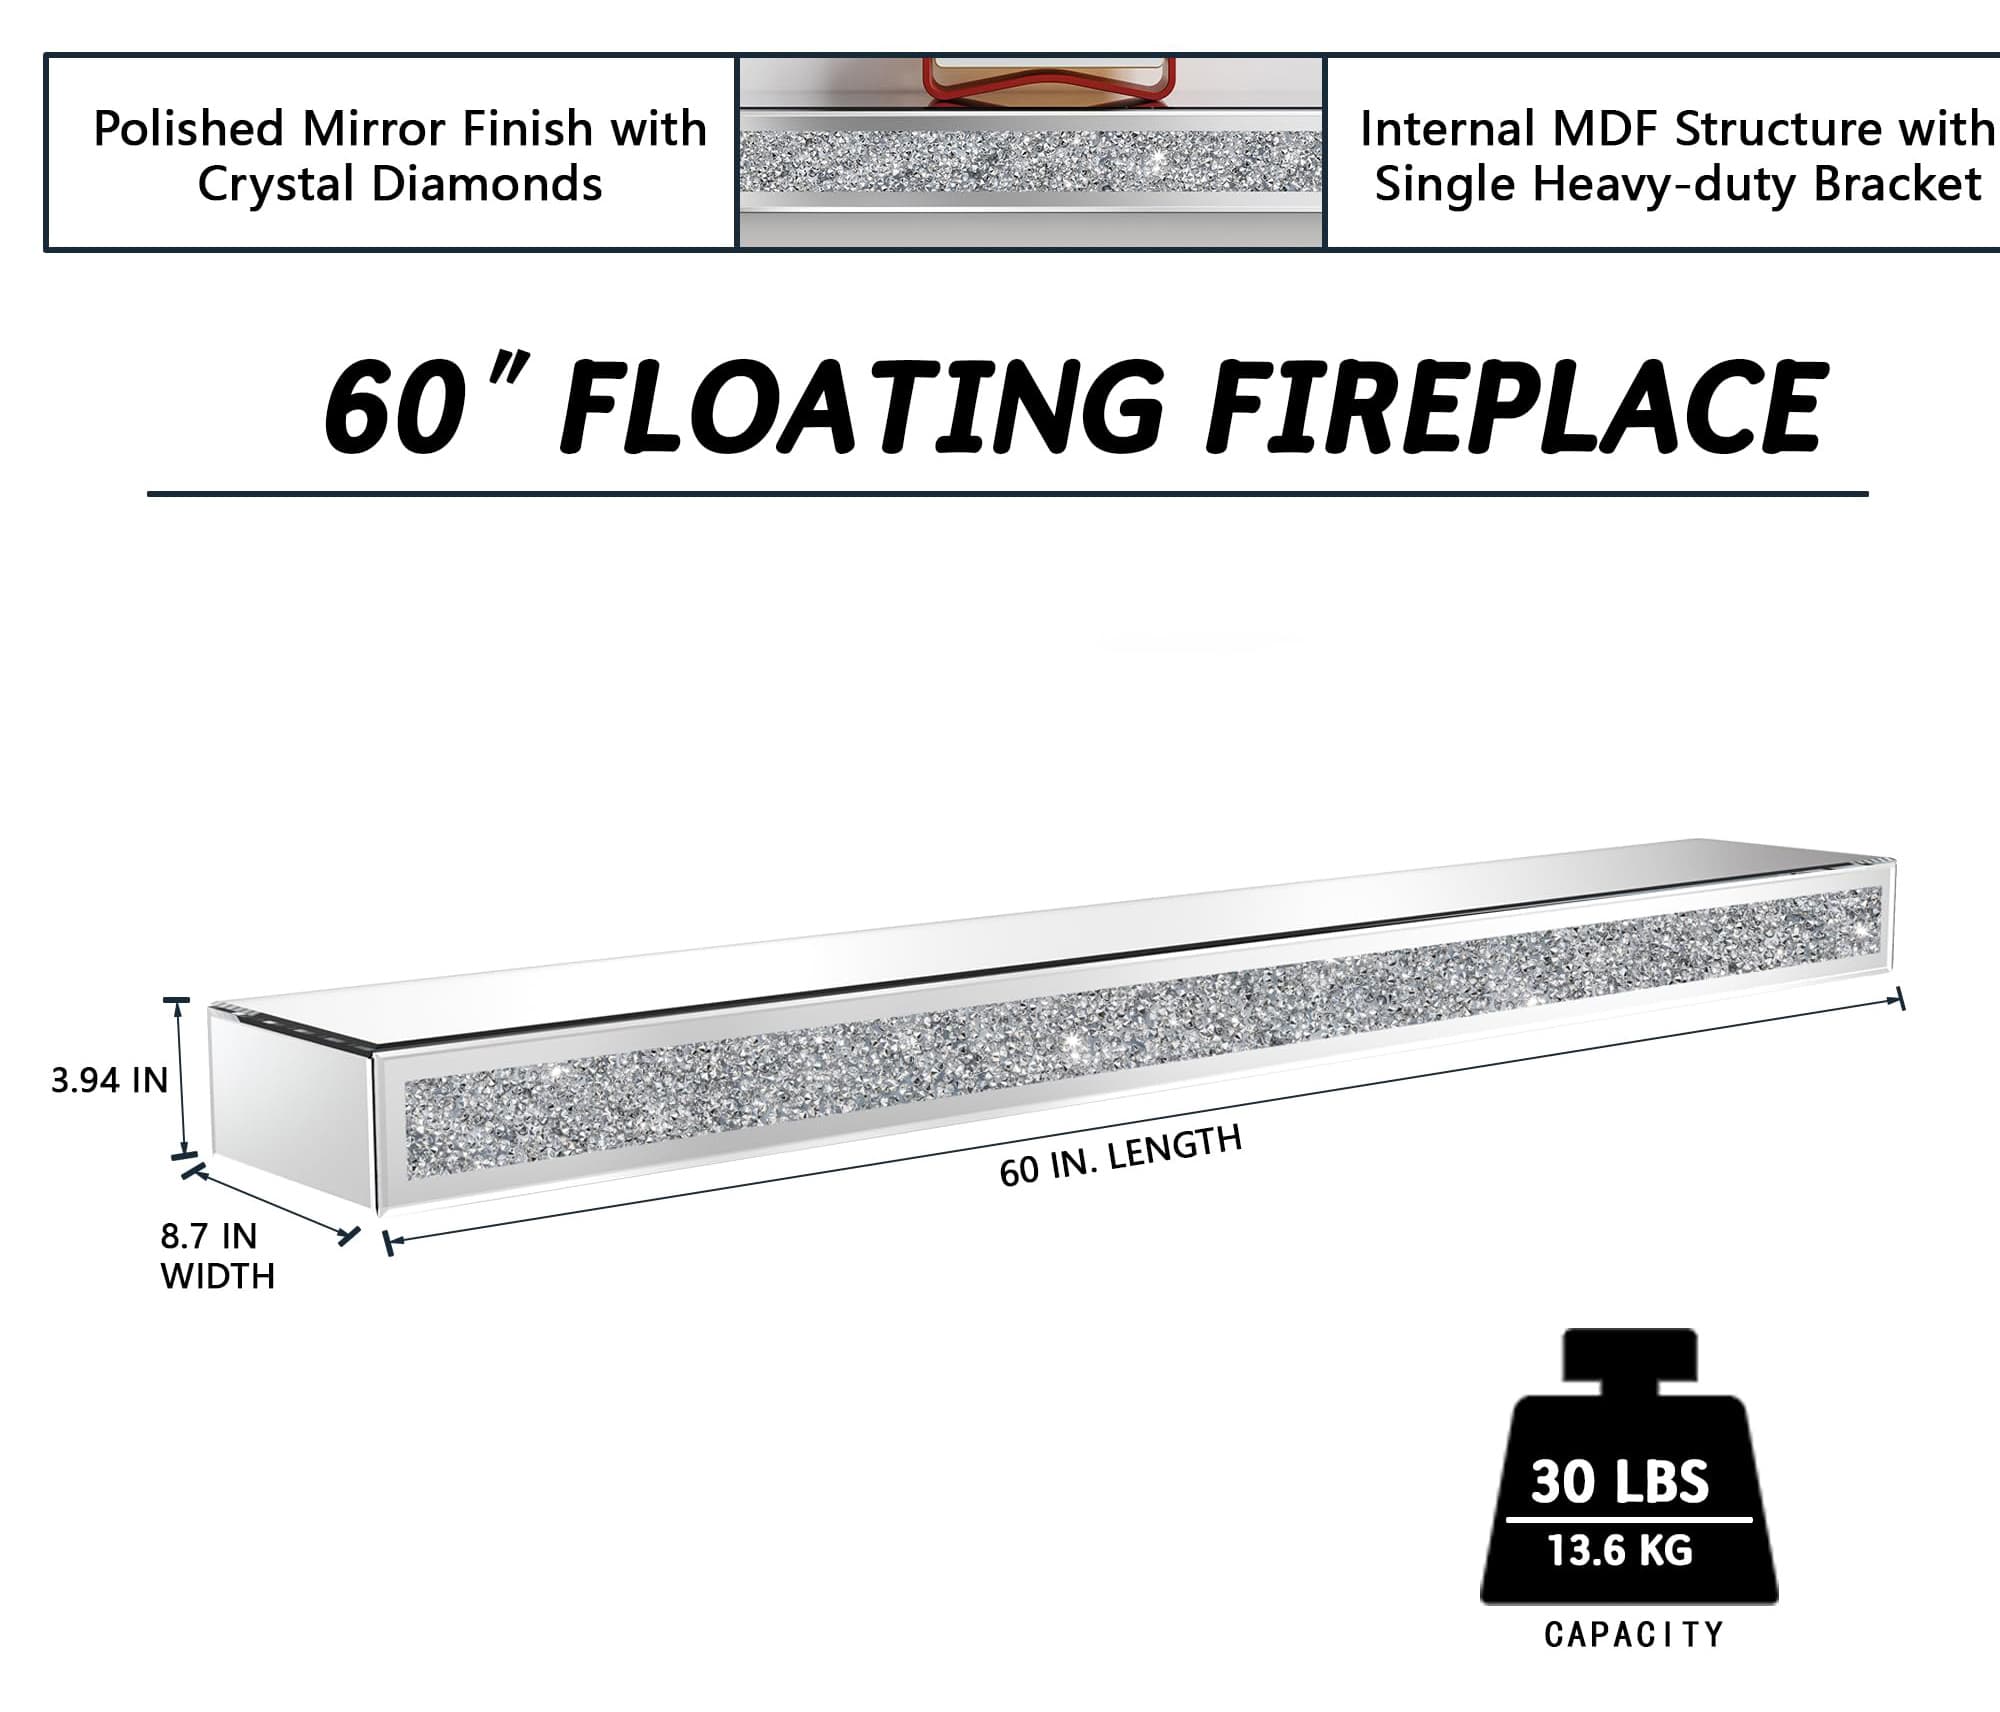 Polished Mirror Finish with
Crystal Diamonds
Internal MDF Structure with
Single Heavy-duty Bracket
60" FLOATING FIREPLACE
3.94 IN
8.7 IN
WIDTH
60 IN. LENGTH
30 LBS
13.6 KG
CAPACITY